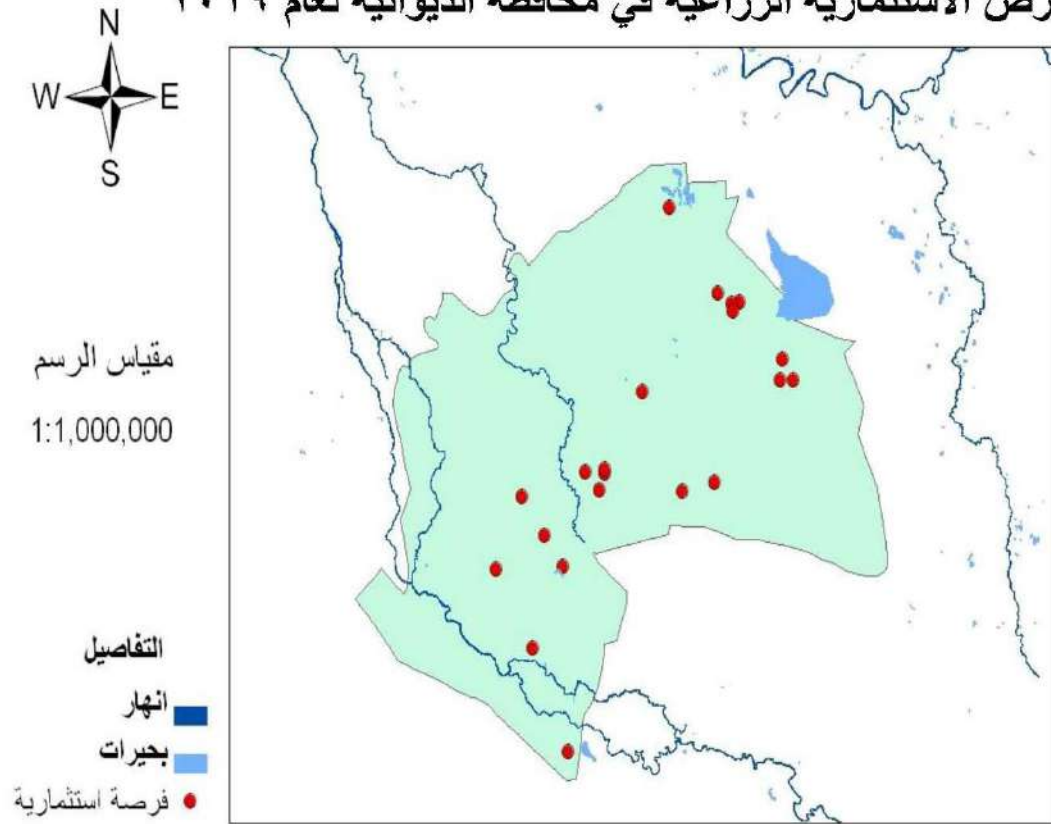 الاستثمارية الزراعية في محافظة الديوانية لعام
N
W E
S
مقياس الرسم
1:1,000,000
التفاصيل
انهار
بحيرات
فرصة استثمارية